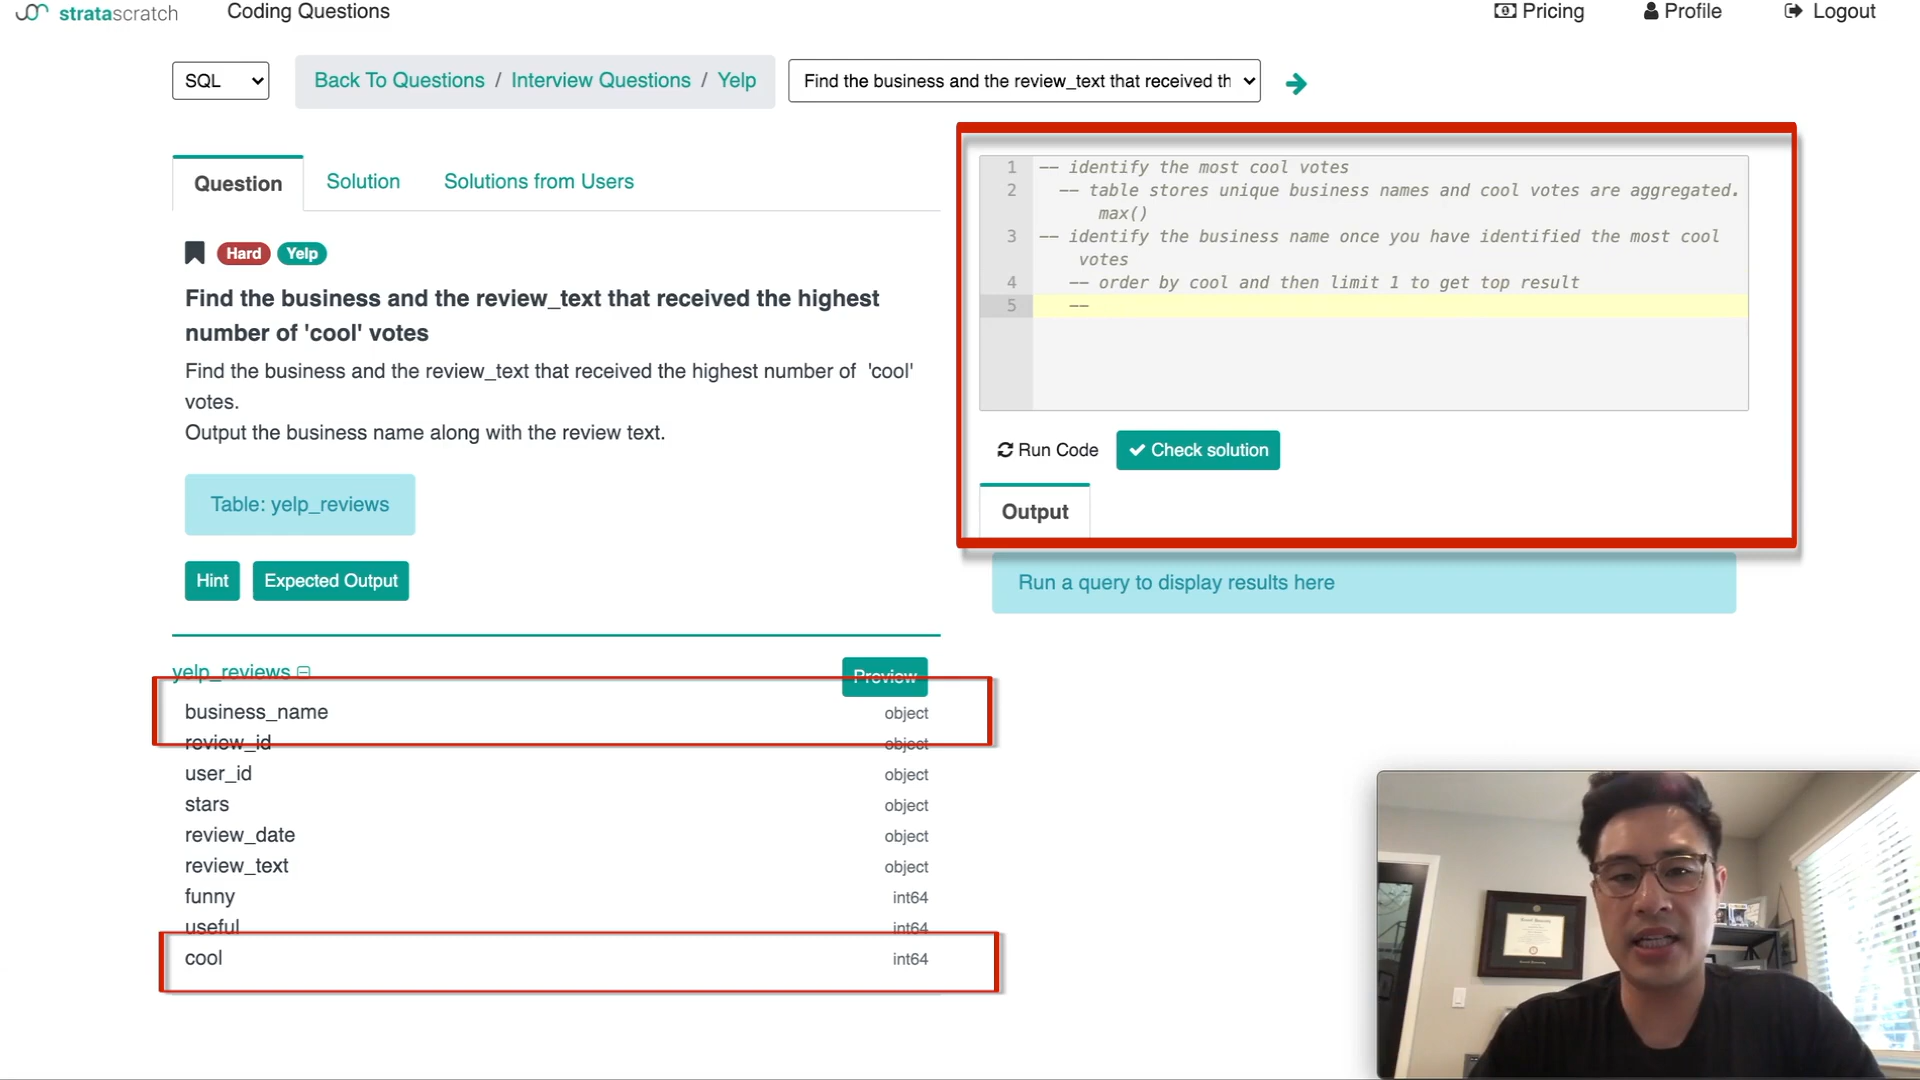 stratascratch
Coding Questions
Pricing
Profile
Logout
SQL
Back To Questions / Interview Questions / Yelp
Find the business and the review_text that received th
Question
Solution
Solutions from Users
Hard
Yelp
Find the business and the review_text that received the highest
number of 'cool' votes
Find the business and the review_text that received the highest number of 'cool'
votes.
Output the business name along with the review text.
Table: yelp_reviews
Hint
Expected Output
yelp_reviews
Preview
business_name object
review_id object
user_id object
stars object
review_date object
review_text object
funny int64
useful int64
cool int64
1 -- identify the most cool votes
2 -- table stores unique business names and cool votes are aggregated.
max()
3 -- identify the business name once you have identified the most cool
votes
4 -- order by cool and then limit 1 to get top result
5 --
Run Code
Check solution
Output
Run a query to display results here